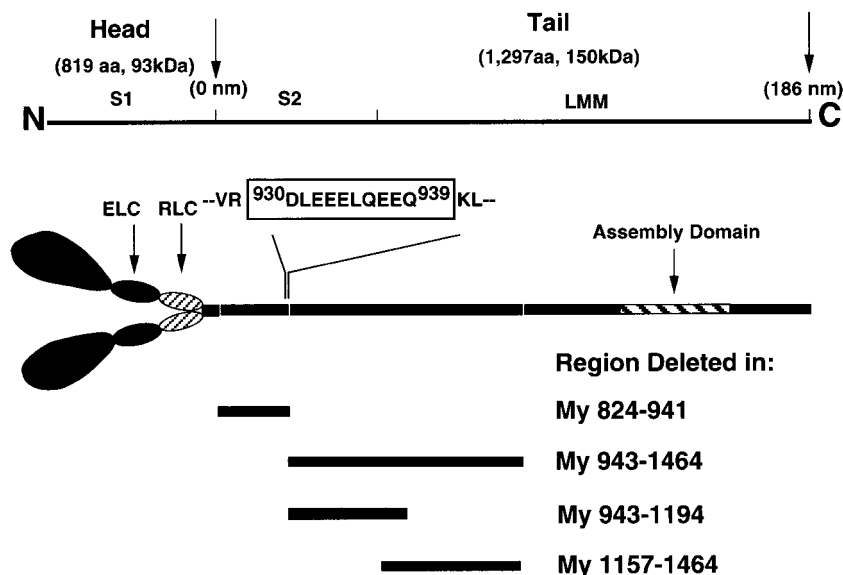 Head
Tail
(819 aa, 93kDa)
(1,297aa, 150kDa)
(0 nm)
(186 nm)
S1
S2
LMM
N
C
--VR 930DLEEELQEEQ939 KL--
ELC
RLC
Assembly Domain
Region Deleted in:
My 824-941
My 943-1464
My 943-1194
My 1157-1464